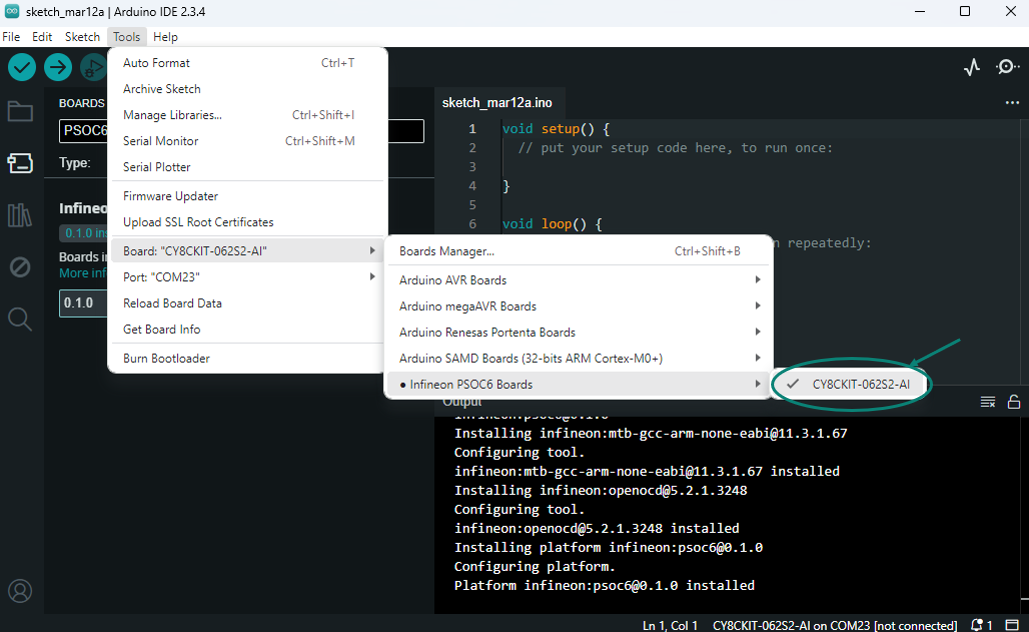 sketch_mar12a | Arduino IDE 2.3.4
File Edit Sketch Tools Help
Auto Format Ctrl+T
Archive Sketch
Manage Libraries... Ctrl+Shift+I
Serial Monitor Ctrl+Shift+M
Serial Plotter
Firmware Updater
Upload SSL Root Certificates
Board: "CY8CKIT-062S2-AI"
Port: "COM23"
Reload Board Data
Get Board Info
Burn Bootloader
BOARDS
PSOC6
Type:
Infineo
0.1.0 ins
Boards i
More inf
0.1.0
Boards Manager... Ctrl+Shift+B
Arduino AVR Boards
Arduino megaAVR Boards
Arduino Renesas Portenta Boards
Arduino SAMD Boards (32-bits ARM Cortex-M0+)
● Infineon PSOC6 Boards
✓ CY8CKIT-062S2-AI
sketch_mar12a.ino
1 void setup() {
2 // put your setup code here, to run once:
3
4 }
5
6 void loop() {
n repeatedly:
Output
infineon:psoc6@0.1.0
Installing infineon:mtb-gcc-arm-none-eabi@11.3.1.67
Configuring tool.
infineon:mtb-gcc-arm-none-eabi@11.3.1.67 installed
Installing infineon:openocd@5.2.1.3248
Configuring tool.
infineon:openocd@5.2.1.3248 installed
Installing platform infineon:psoc6@0.1.0
Configuring platform.
Platform infineon:psoc6@0.1.0 installed
Ln 1, Col 1 CY8CKIT-062S2-AI on COM23 [not connected] 1